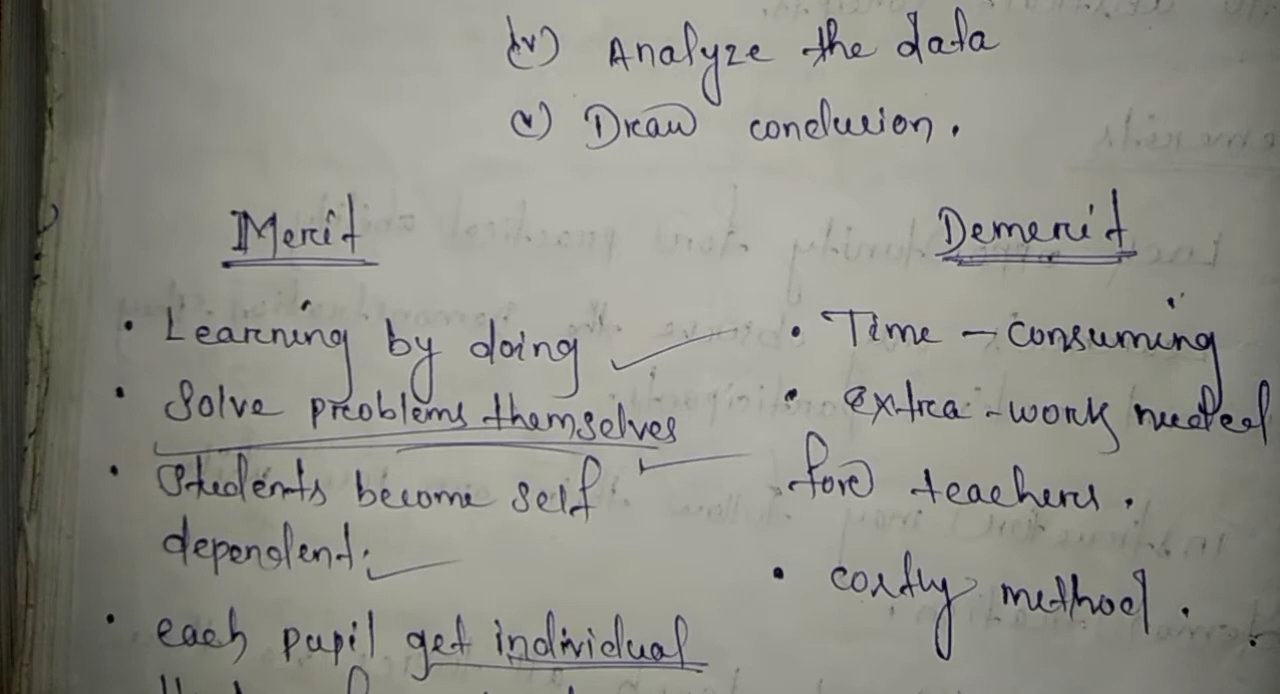 iv) Analyze the data
v) Draw conclusion.
Merit
• Learning by doing
• Solve problems themselves
• Students become self
dependent.
• each pupil get individual
Demerit
• Time - consuming
• extra - work needed
for teachers.
• costly method.